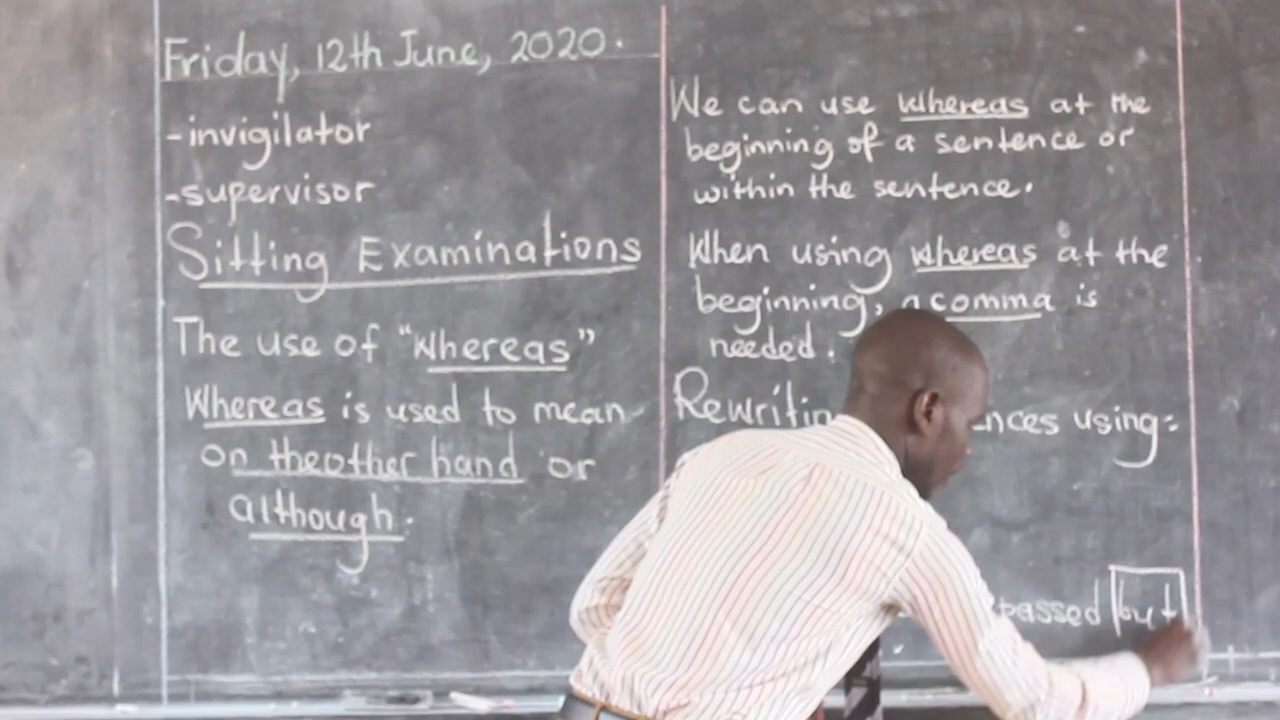 Friday, 12th June, 2020.
-invigilator
-supervisor
Sitting Examinations
The use of "Whereas"
Whereas is used to mean
on theother hand or
although.
We can use Whereas at the
beginning of a sentence or
within the sentence.
When using whereas at the
beginning, a comma is
needed.
using:
passed but